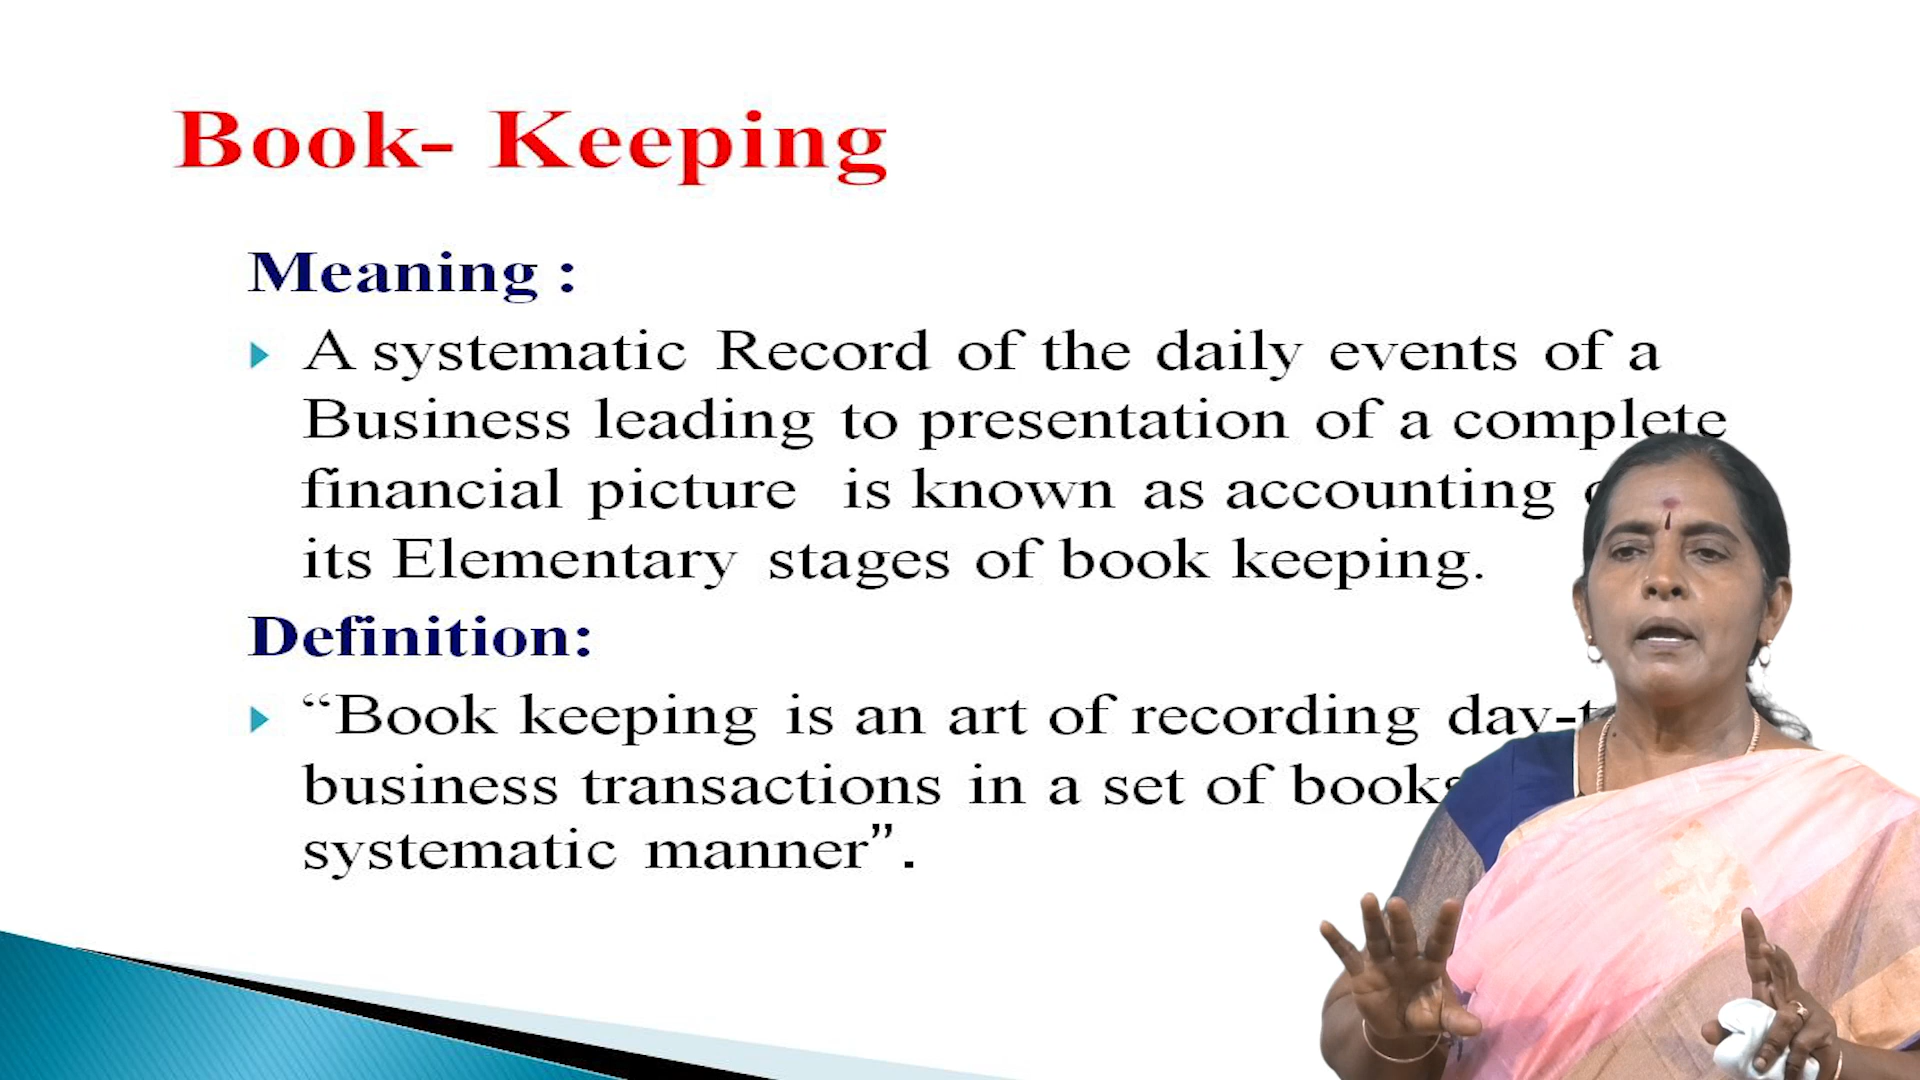 Book- Keeping
Meaning :
A systematic Record of the daily events of a
Business leading to presentation of a complete
financial picture is known as accounting
its Elementary stages of book keeping.
Definition:
“Book keeping is an art of recording
business transactions in a set of books
systematic manner”.